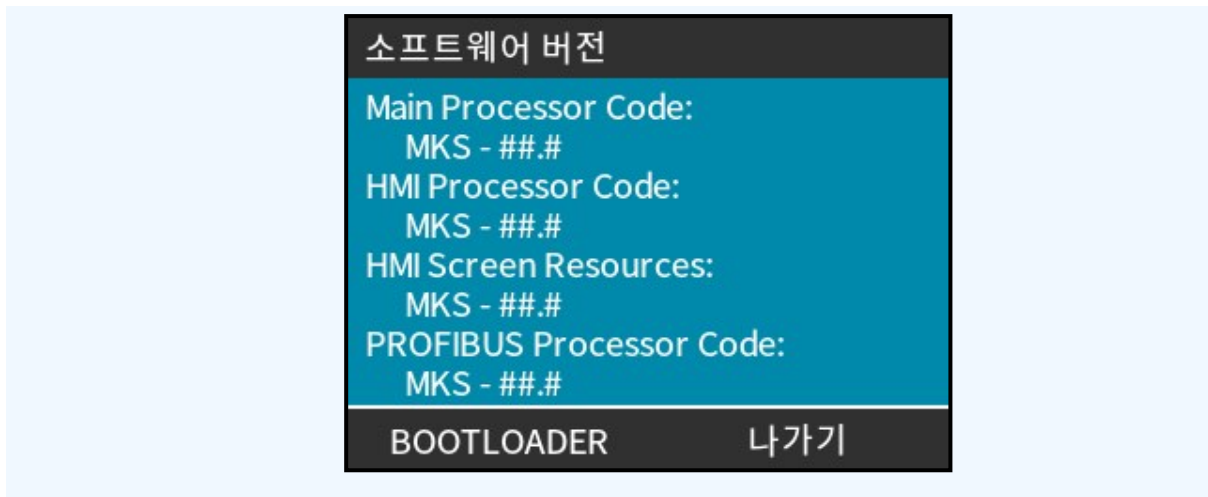 소프트웨어 버전
Main Processor Code:
MKS - ##.#
HMI Processor Code:
MKS - ##.#
HMI Screen Resources:
MKS - ##.#
PROFIBUS Processor Code:
MKS - ##.#
BOOTLOADER 나가기